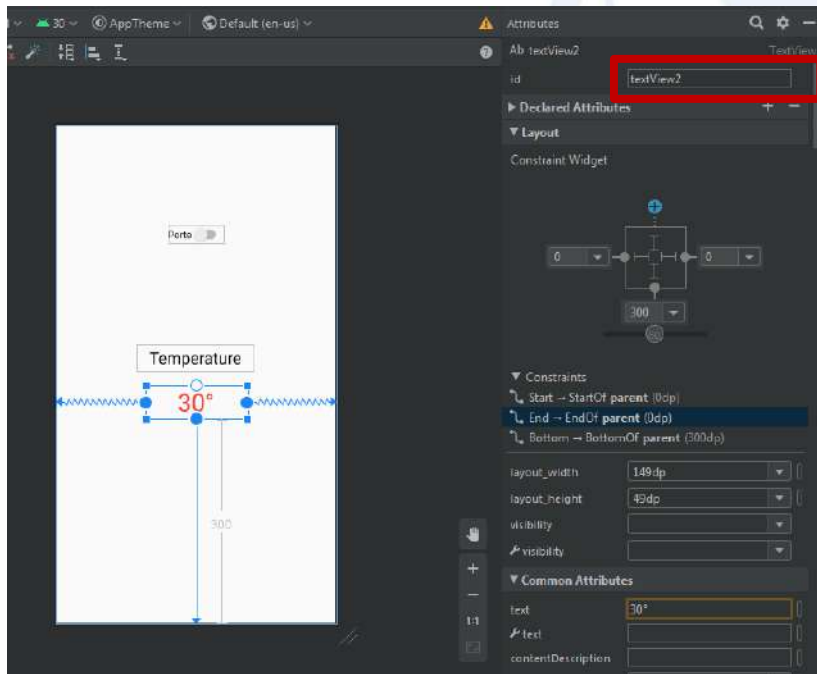 30 AppTheme Default (en-us)
Attributes
Ab textView2 TextView
id textView2
Declared Attributes
Layout
Constraint Widget
0 0
300
50
Constraints
Start → StartOf parent (0dp)
End → EndOf parent (0dp)
Bottom → BottomOf parent (300dp)
layout_width 149dp
layout_height 49dp
visibility
visibility
Common Attributes
text 30°
text
contentDescription
Porto
Temperature
30°
300
1:1